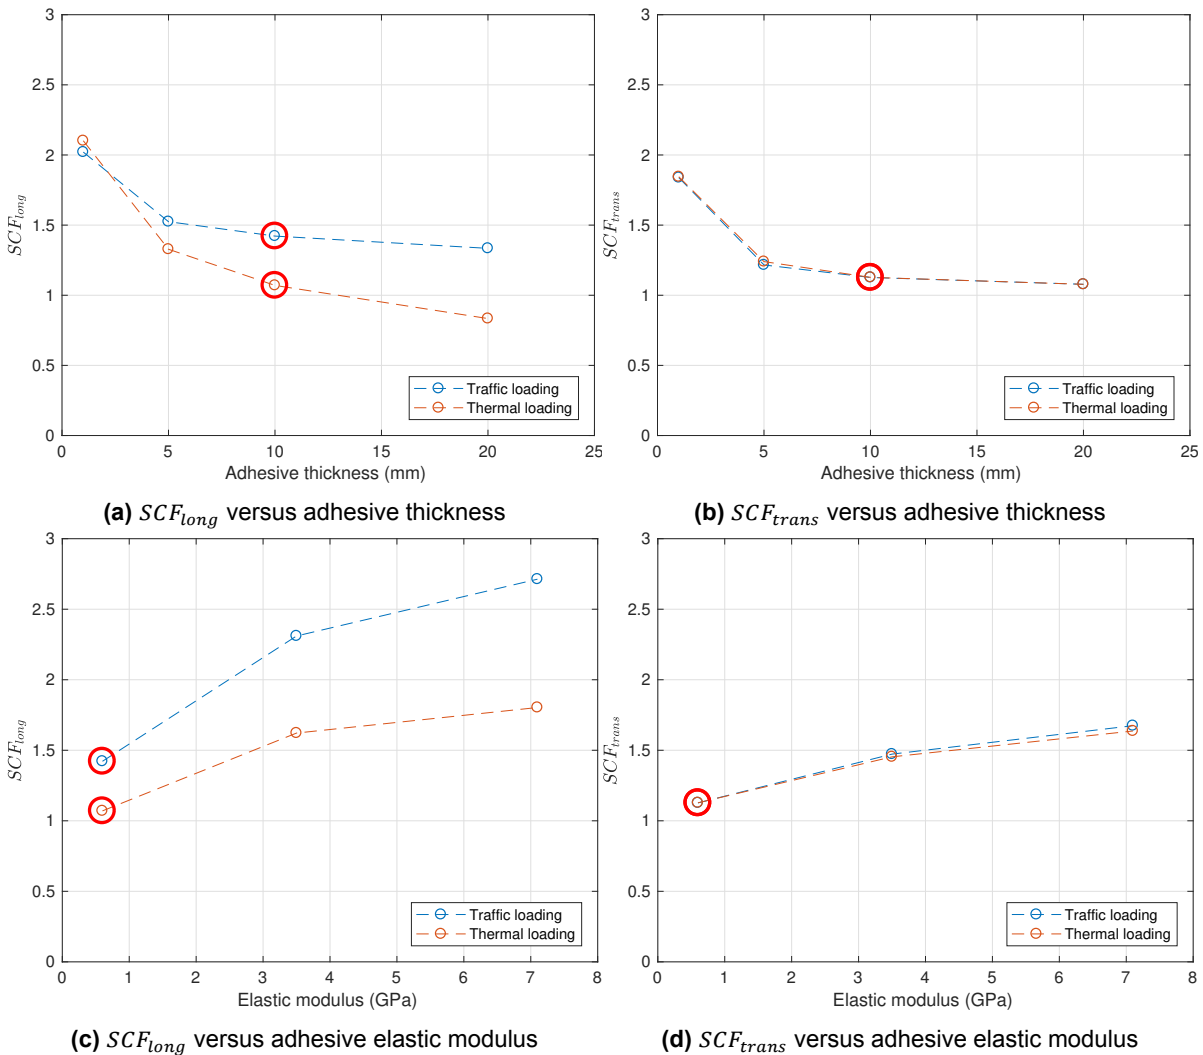 3
2.5
2
1.5
1
0.5
0
SCF_long
0 5 10 15 20 25
Adhesive thickness (mm)
Traffic loading
Thermal loading
(a) SCF_long versus adhesive thickness
3
2.5
2
1.5
1
0.5
0
SCF_trans
0 5 10 15 20 25
Adhesive thickness (mm)
Traffic loading
Thermal loading
(b) SCF_trans versus adhesive thickness
3
2.5
2
1.5
1
0.5
0
SCF_long
0 1 2 3 4 5 6 7 8
Elastic modulus (GPa)
Traffic loading
Thermal loading
(c) SCF_long versus adhesive elastic modulus
3
2.5
2
1.5
1
0.5
0
SCF_trans
0 1 2 3 4 5 6 7 8
Elastic modulus (GPa)
Traffic loading
Thermal loading
(d) SCF_trans versus adhesive elastic modulus